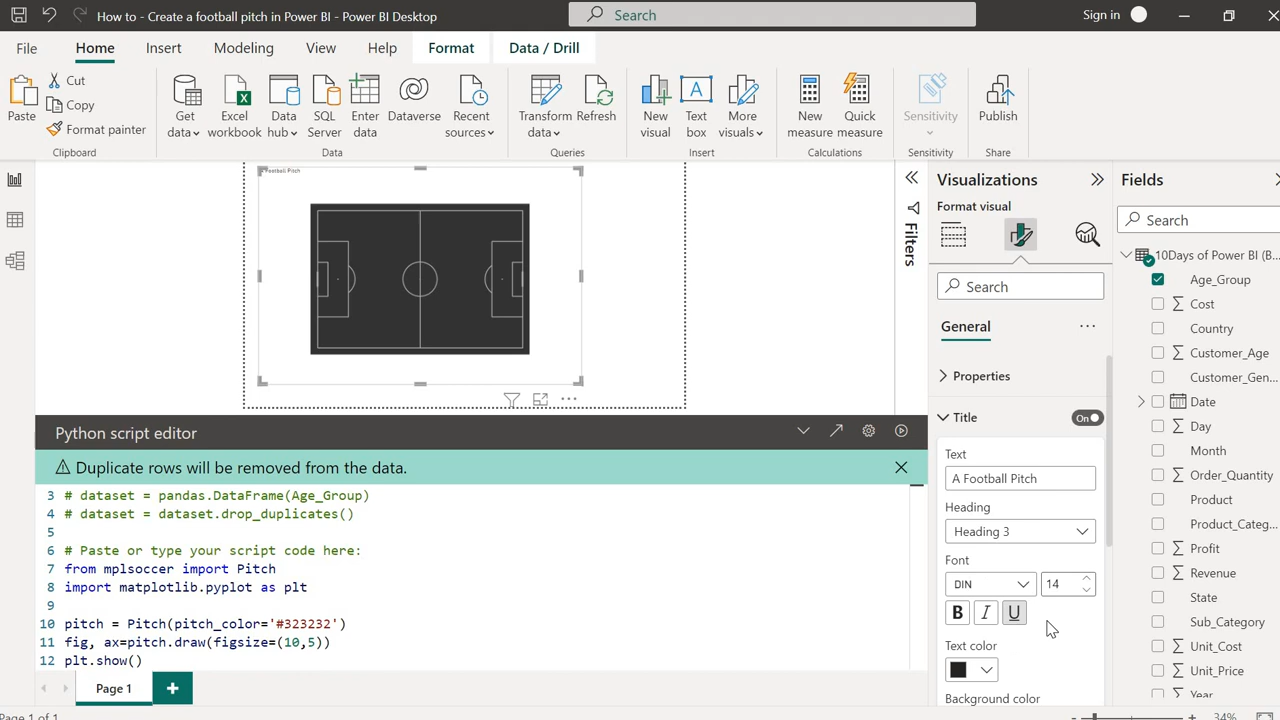 How to - Create a football pitch in Power BI - Power BI Desktop
Search
Sign in
File Home Insert Modeling View Help Format Data / Drill
Paste
Cut
Copy
Format painter
Clipboard
Get data
Excel workbook
Data hub
SQL Server
Enter data
Dataverse
Recent sources
Data
Transform data
Refresh
Queries
New visual
Text box
More visuals
Insert
New measure
Quick measure
Calculations
Sensitivity
Sensitivity
Publish
Share
Football Pitch
Filters
Python script editor
Duplicate rows will be removed from the data.
3 # dataset = pandas.DataFrame(Age_Group)
4 # dataset = dataset.drop_duplicates()
5
6 # Paste or type your script code here:
7 from mplsoccer import Pitch
8 import matplotlib.pyplot as plt
9
10 pitch = Pitch(pitch_color='#323232')
11 fig, ax=pitch.draw(figsize=(10,5))
12 plt.show()
Page 1
Page 1 of 1
34%
Visualizations
Format visual
Search
General
Properties
Title
On
Text
A Football Pitch
Heading
Heading 3
Font
DIN
14
B I U
Text color
Background color
Fields
Search
10Days of Power BI (B...
Age_Group
Cost
Country
Customer_Age
Customer_Gen...
Date
Day
Month
Order_Quantity
Product
Product_Categ...
Profit
Revenue
State
Sub_Category
Unit_Cost
Unit_Price
Year